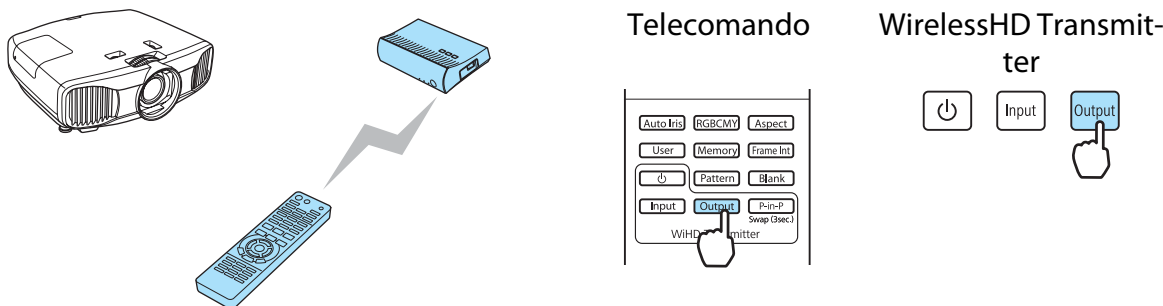 Telecomando
WirelessHD Transmit-
ter
Auto Iris RGBCMY Aspect
User Memory Frame Int
Pattern Blank
Input Output P-in-P
Swap (3sec.)
Input Output